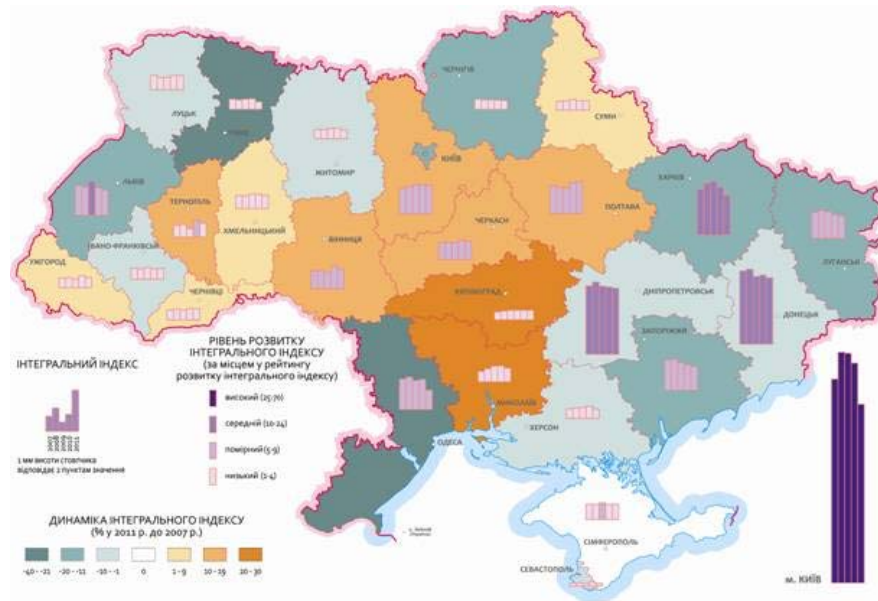 ЧЕРНІГІВ
СУМИ
ЛУЦЬК
ЖИТОМИР
КИЇВ
ЛЬВІВ
ХАРКІВ
ТЕРНОПІЛЬ
ПОЛТАВА
ЧЕРКАСИ
ХМЕЛЬНИЦЬКИЙ
ВІННИЦЯ
ІВАНО-ФРАНКІВСЬК
ЛУГАНСЬК
УЖГОРОД
ЧЕРНІВЦІ
КІРОВОГРАД
ДНІПРОПЕТРОВСЬК
ДОНЕЦЬК
ЗАПОРІЖЖЯ
МИКОЛАЇВ
ХЕРСОН
ОДЕСА
СІМФЕРОПОЛЬ
СЕВАСТОПОЛЬ
м. КИЇВ
ІНТЕГРАЛЬНИЙ ІНДЕКС
2007
2008
2009
2010
2011
1 мм висоти стовпчика
відповідає 2 пунктам значення
РІВЕНЬ РОЗВИТКУ
ІНТЕГРАЛЬНОГО ІНДЕКСУ
(за місцем у рейтингу
розвитку інтегрального індексу)
високий (25-70)
середній (10-24)
помірний (5-9)
низький (1-4)
ДИНАМІКА ІНТЕГРАЛЬНОГО ІНДЕКСУ
(% у 2011 р. до 2007 р.)
-40 - -21
-20 - -11
-10 - -1
0
1 - 9
10 - 19
20 - 30